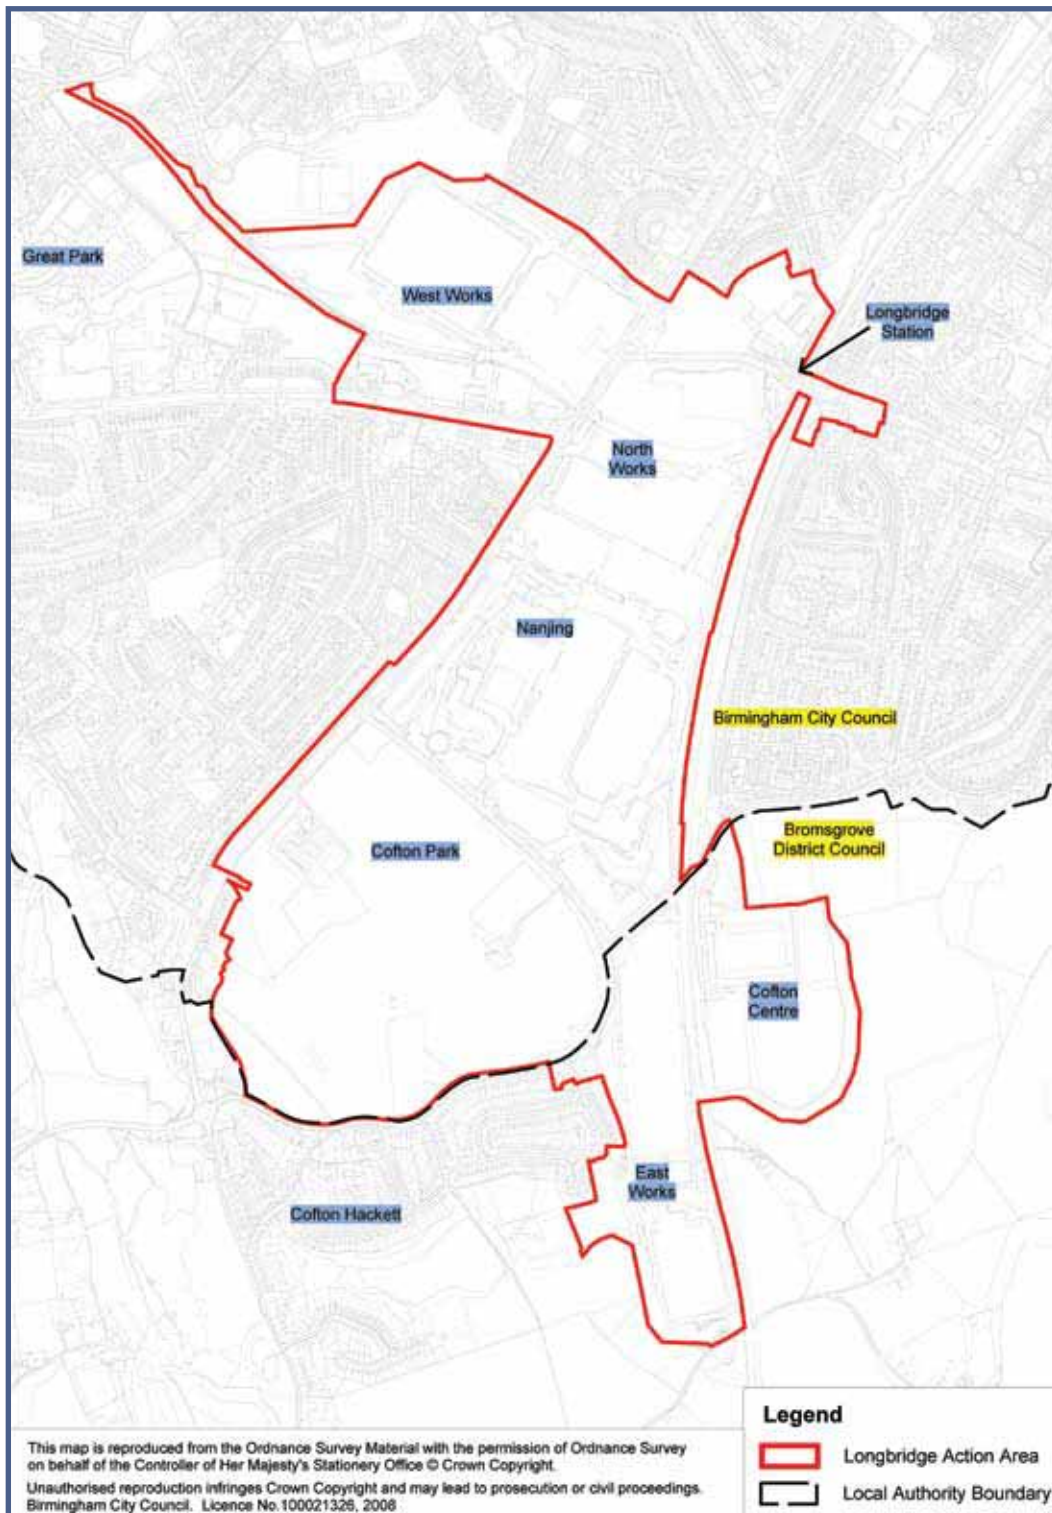 Great Park
West Works
Longbridge
Station
North
Works
Nanjing
Birmingham City Council
Bromsgrove
District Council
Cofton Park
Cofton
Centre
East
Works
Cofton Hackett
Legend
Longbridge Action Area
Local Authority Boundary
This map is reproduced from the Ordnance Survey Material with the permission of Ordnance Survey
on behalf of the Controller of Her Majesty's Stationery Office © Crown Copyright.
Unauthorised reproduction infringes Crown Copyright and may lead to prosecution or civil proceedings.
Birmingham City Council. Licence No.100021326, 2008